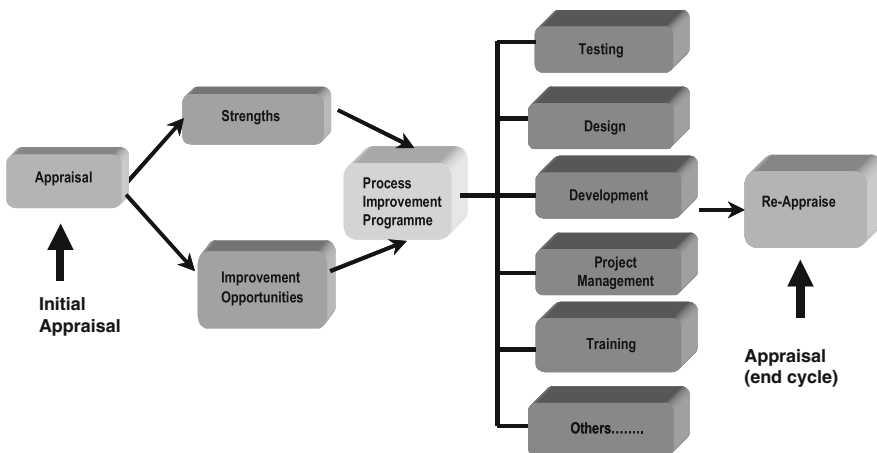 Appraisal
Initial
Appraisal
Strengths
Improvement
Opportunities
Process
Improvement
Programme
Testing
Design
Development
Project
Management
Training
Others........
Re-Appraise
Appraisal
(end cycle)